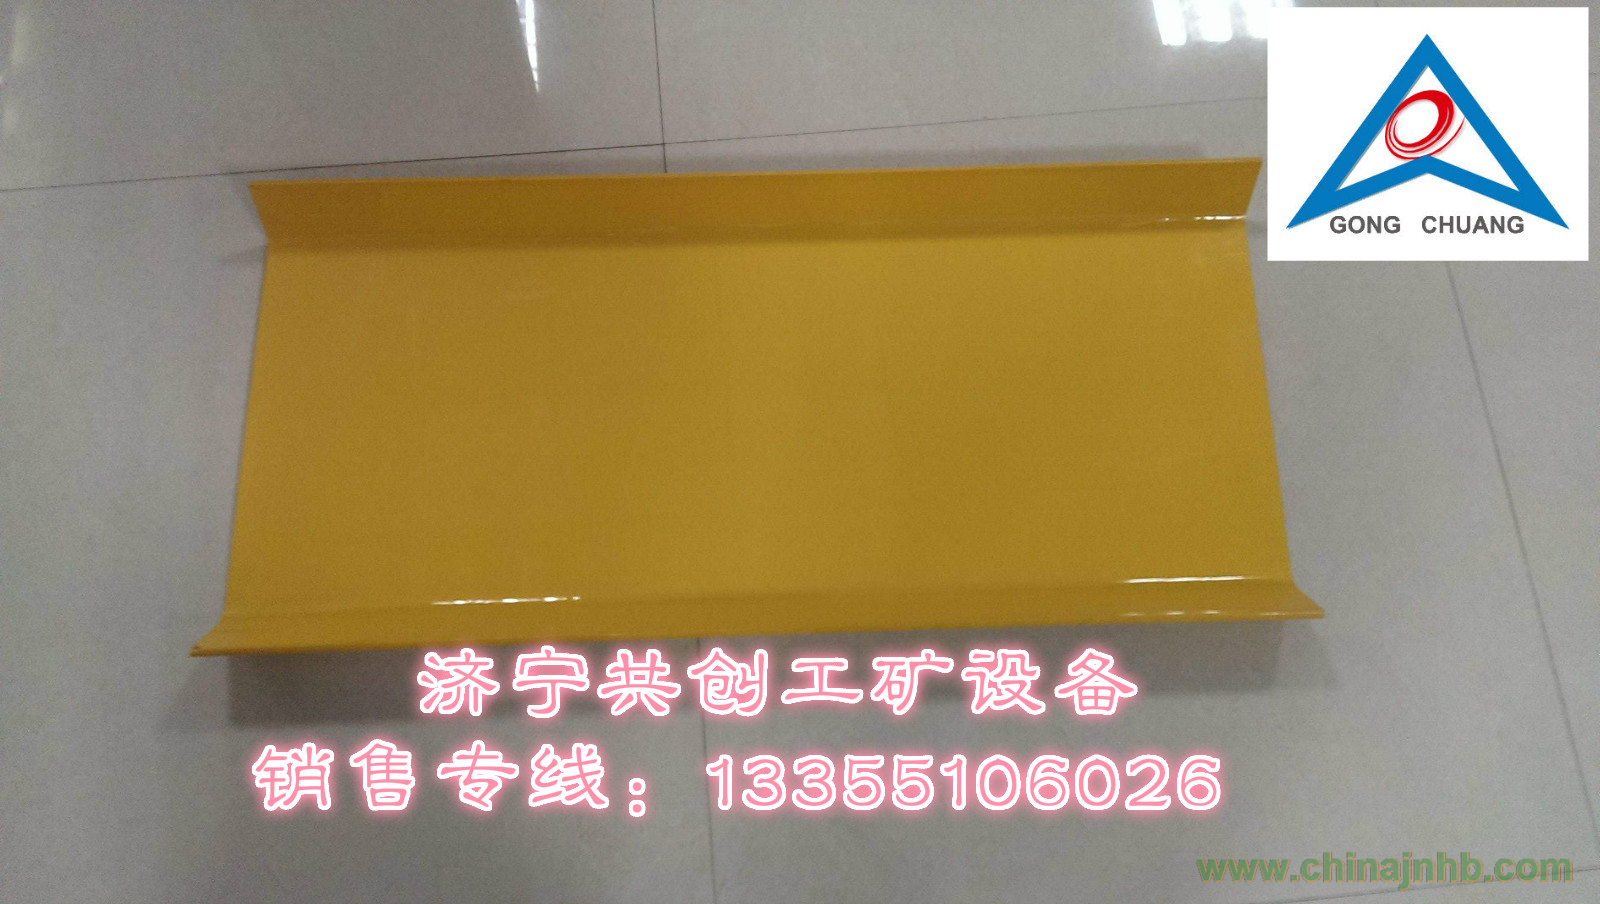 GONG CHUANG
济宁共创工矿设备
销售专线：13355106026
www.chinajnhb.com